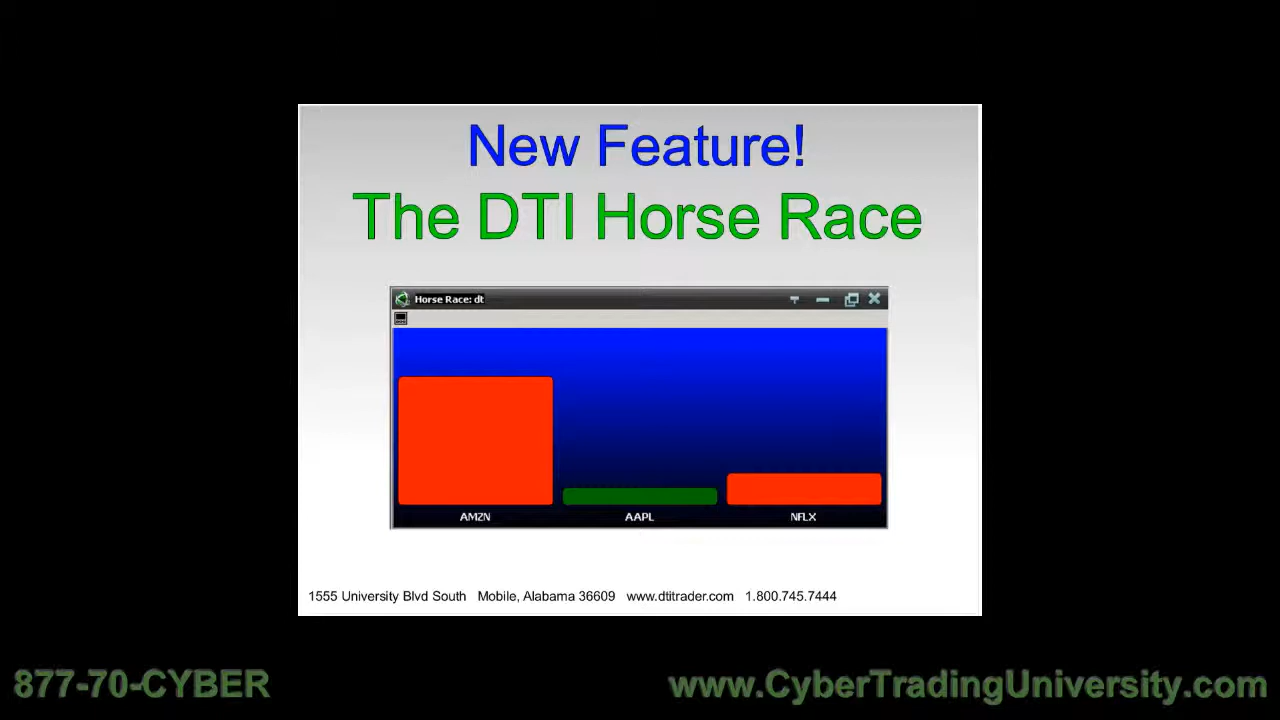 New Feature!
The DTI Horse Race
Horse Race: dt
AMZN AAPL NFLX
1555 University Blvd South Mobile, Alabama 36609 www.dtitrader.com 1.800.745.7444
877-70-CYBER www.CyberTradingUniversity.com